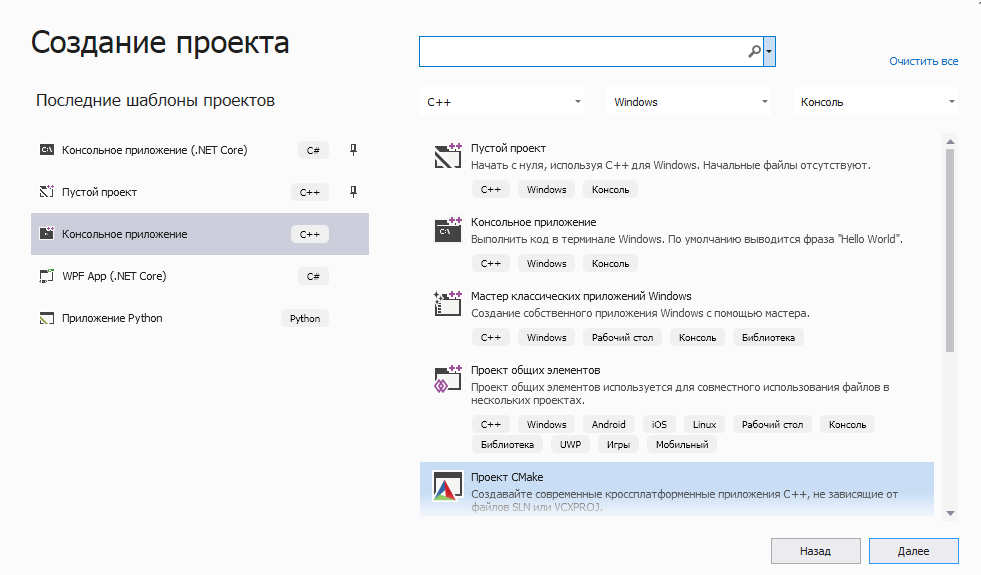 Создание проекта
Очистить все
Последние шаблоны проектов
Консольное приложение (.NET Core)
C#
Пустой проект
C++
Консольное приложение
C++
WPF App (.NET Core)
C#
Приложение Python
Python
C++
Windows
Консоль
Пустой проект
Начать с нуля, используя C++ для Windows. Начальные файлы отсутствуют.
C++ Windows Консоль
Консольное приложение
Выполнить код в терминале Windows. По умолчанию выводится фраза "Hello World".
C++ Windows Консоль
Мастер классических приложений Windows
Создание собственного приложения Windows с помощью мастера.
C++ Windows Рабочий стол Консоль Библиотека
Проект общих элементов
Проект общих элементов используется для совместного использования файлов в
нескольких проектах.
C++ Windows Android iOS Linux Рабочий стол Консоль
Библиотека UWP Игры Мобильный
Проект CMake
Создавайте современные кроссплатформенные приложения C++, не зависящие от
файлов SLN или VCXPROJ.
Назад
Далее